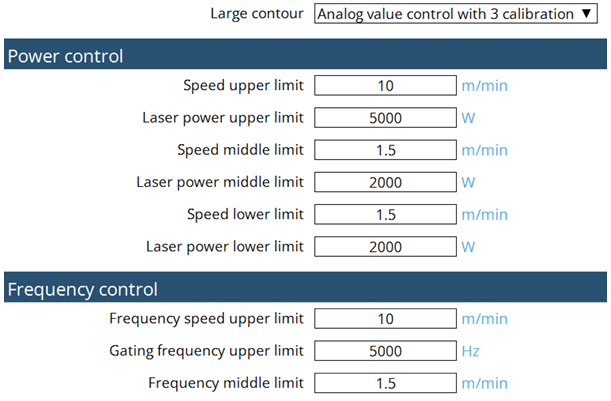 Large contour Analog value control with 3 calibration ▼
Power control
Speed upper limit 10 m/min
Laser power upper limit 5000 W
Speed middle limit 1.5 m/min
Laser power middle limit 2000 W
Speed lower limit 1.5 m/min
Laser power lower limit 2000 W
Frequency control
Frequency speed upper limit 10 m/min
Gating frequency upper limit 5000 Hz
Frequency middle limit 1.5 m/min